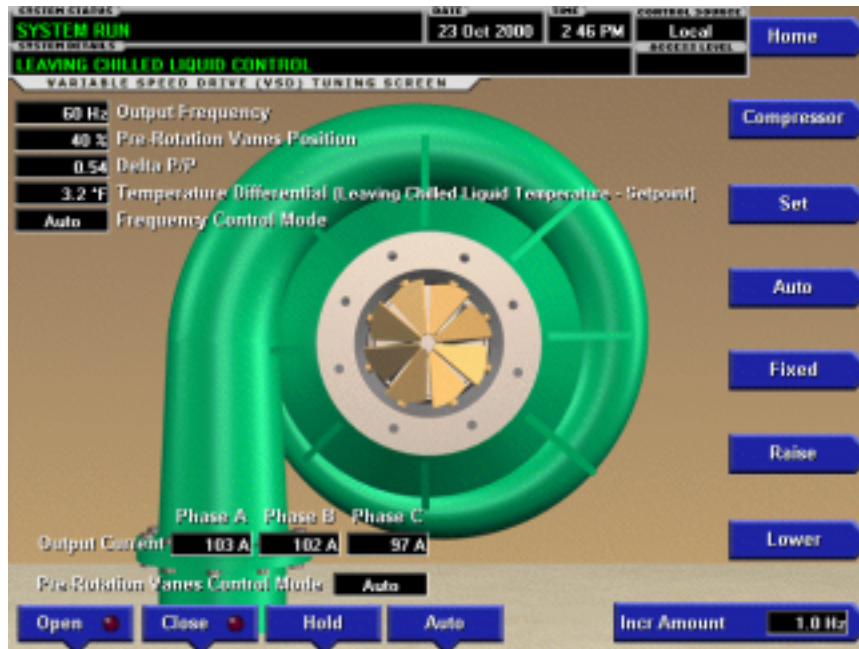 SYSTEM STATUS DATE TIME CONTROL SOURCE
SYSTEM RUN 23 Oct 2000 2 46 PM Local
SYSTEM DETAILS ACCESS LEVEL
LEAVING CHILLED LIQUID CONTROL
VARIABLE SPEED DRIVE (VSD) TUNING SCREEN
60 Hz Output Frequency
40 % Pre-Rotation Vanes Position
0.54 Delta P/P
3.2 °F Temperature Differential (Leaving Chilled Liquid Temperature - Setpoint)
Auto Frequency Control Mode
Home
Compressor
Set
Auto
Fixed
Raise
Lower
Phase A Phase B Phase C
Output Current 103 A 102 A 97 A
Pre-Rotation Vanes Control Mode Auto
Open Close Hold Auto Incr Amount 1.0 Hz